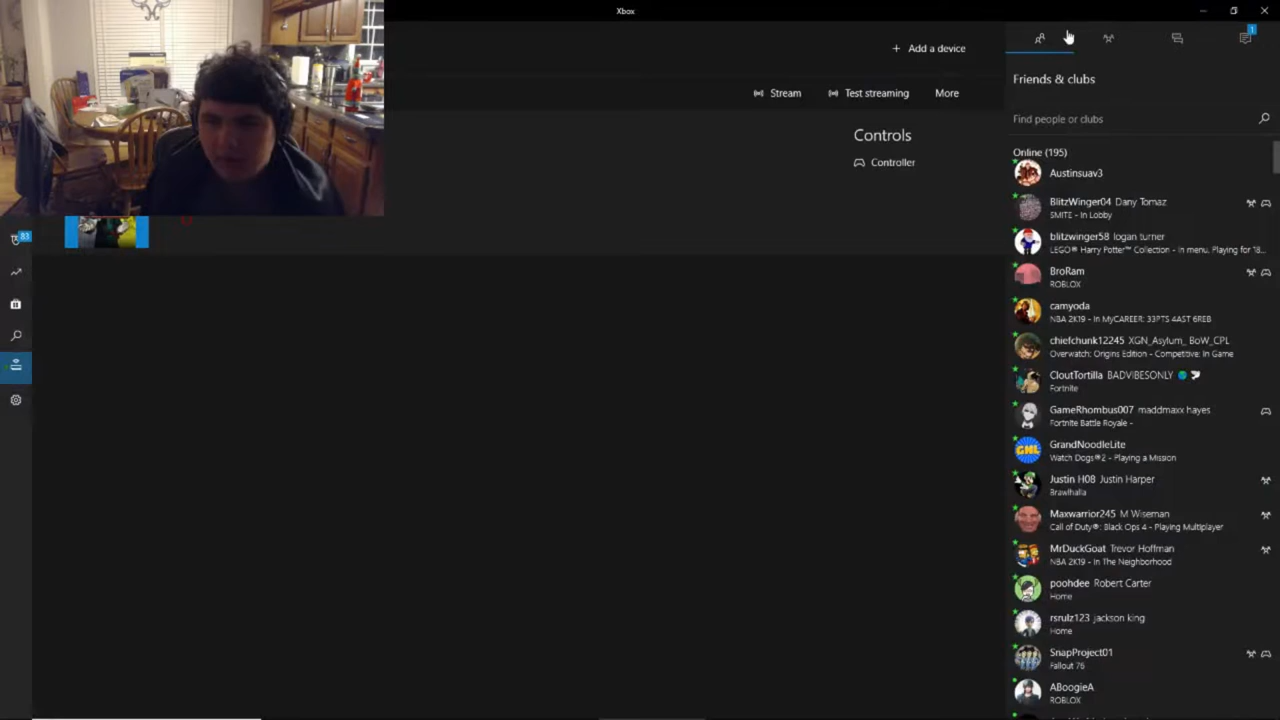 Xbox
+ Add a device
1
Stream
Test streaming
More
Friends & clubs
Find people or clubs
Controls
Controller
83
Online (195)
Austinsuav3
BlitzWinger04 Dany Tomaz
SMITE - In Lobby
blitzwinger58 logan turner
LEGO® Harry Potter™ Collection - In menu, Playing for 18...
BroRam
ROBLOX
camyoda
NBA 2K19 - In MyCAREER: 33PTS 4AST 6REB
chiefchunk12245 XGN_Asylum_ BoW_CPL
Overwatch: Origins Edition - Competitive: In Game
CloutTortilla BADVIBESONLY
Fortnite
GameRhombus007 maddmaxx hayes
Fortnite Battle Royale -
GrandNoodleLite
Watch Dogs®2 - Playing a Mission
Justin H08 Justin Harper
Brawlhalla
Maxwarrior245 M Wiseman
Call of Duty®: Black Ops 4 - Playing Multiplayer
MrDuckGoat Trevor Hoffman
NBA 2K19 - In The Neighborhood
poohdee Robert Carter
Home
rsrulz123 jackson king
Home
SnapProject01
Fallout 76
ABoogieA
ROBLOX